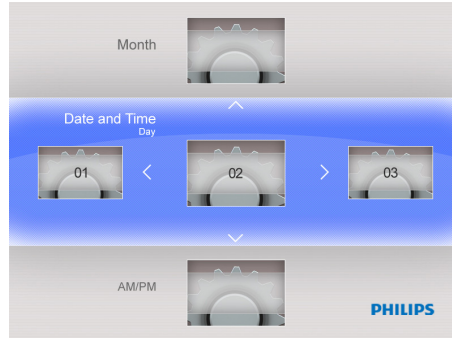 Month
Date and Time
Day
01
02
03
AM/PM
PHILIPS